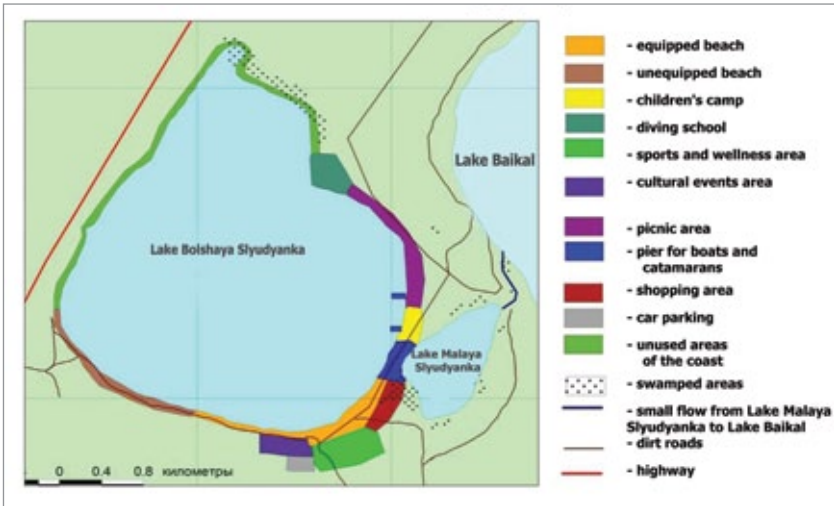 Lake Baikal
Lake Bolshaya Slyudyanka
Lake Malaya
Slyudyanka
0 0.4 0.8 километры
- equipped beach
- unequipped beach
- children's camp
- diving school
- sports and wellness area
- cultural events area
- picnic area
- pier for boats and
catamarans
- shopping area
- car parking
- unused areas
of the coast
- swamped areas
- small flow from Lake Malaya
Slyudyanka to Lake Baikal
- dirt roads
- highway